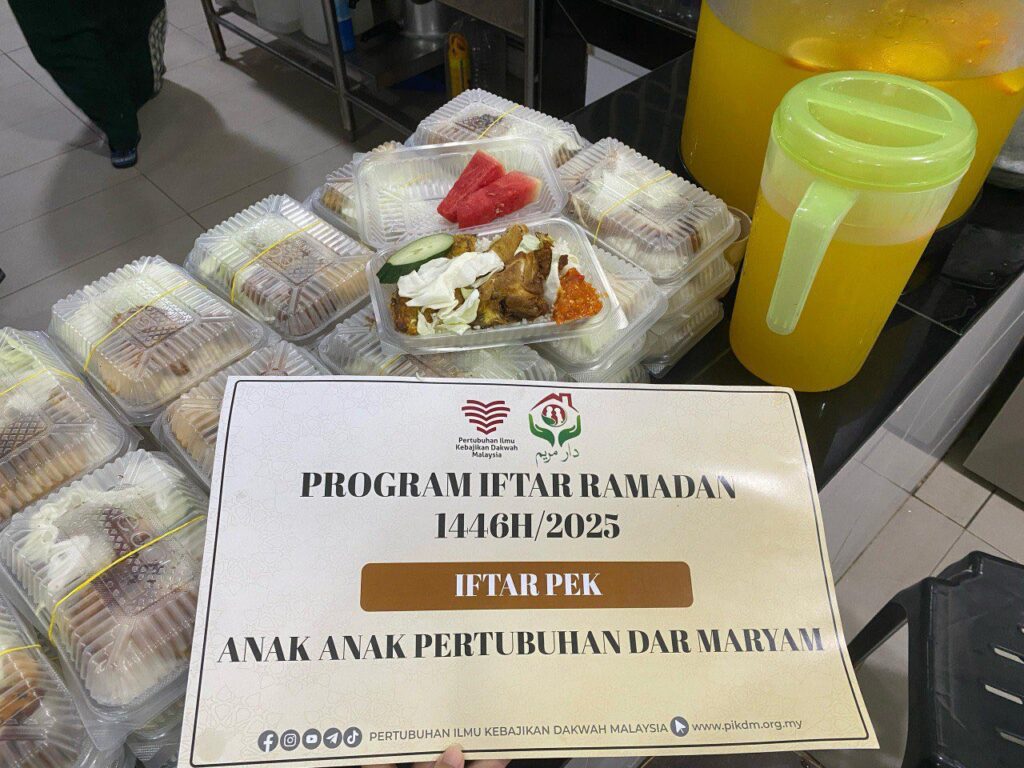 Pertubuhan Ilmu
Kebajikan Dakwah
Malaysia
دار مريم
PROGRAM IFTAR RAMADAN
1446H/2025
IFTAR PEK
ANAK ANAK PERTUBUHAN DAR MARYAM
PERTUBUHAN ILMU KEBAJIKAN DAKWAH MALAYSIA www.pikdm.org.my